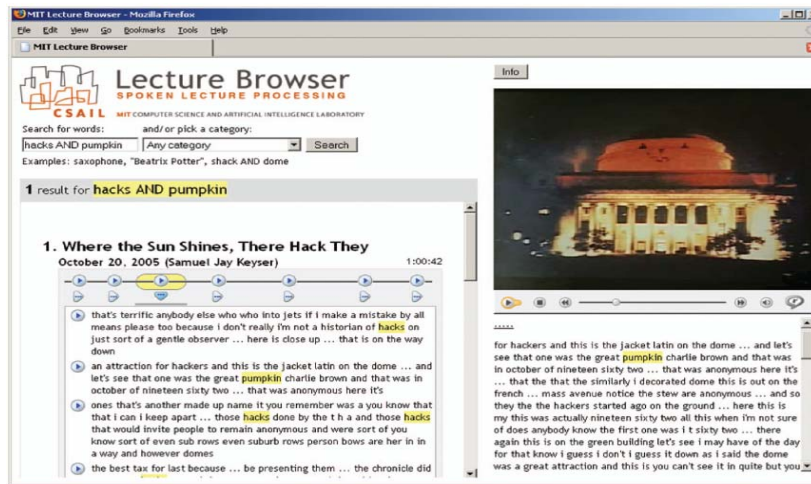 MIT Lecture Browser - Mozilla Firefox
File Edit View Go Bookmarks Tools Help
MIT Lecture Browser
Lecture Browser
SPOKEN LECTURE PROCESSING
CSAIL MIT COMPUTER SCIENCE AND ARTIFICIAL INTELLIGENCE LABORATORY
Search for words: and/or pick a category:
hacks AND pumpkin Any category Search
Examples: saxophone, "Beatrix Potter", shack AND dome
1 result for hacks AND pumpkin
1. Where the Sun Shines, There Hack They
October 20, 2005 (Samuel Jay Keyser) 1:00:42
that's terrific anybody else who who into jets if i make a mistake by all
means please too because i don't really i'm not a historian of hacks on
just sort of a gentle observer ... here is close up ... that is on the way
down
an attraction for hackers and this is the jacket latin on the dome ... and
let's see that one was the great pumpkin charlie brown and that was in
october of nineteen sixty two ... that was anonymous here it's
ones that's another made up name it you remember was a you know that
that i can i keep apart ... those hacks done by the t h a and those hacks
that would invite people to remain anonymous and were sort of you
know sort of even sub rows even suburb rows person bows are her in in
a way and however domes
the best tax for last because ... be presenting them ... the chronicle did
Info
for hackers and this is the jacket latin on the dome ... and let's
see that one was the great pumpkin charlie brown and that was
in october of nineteen sixty two ... that was anonymous here it's
... that the that the similarly i decorated dome this is out on the
french ... mass avenue notice the stew are anonymous ... and so
they the the hackers started ago on the ground ... here this is
my this was actually nineteen sixty two all this when i'm not sure
of does anybody know the first one was i t sixty two ... there
again this is on the green building let's see i may have of the day
for that know i guess i don't i guess it down as i said the dome
was a great attraction and this is you can't see it in quite but you